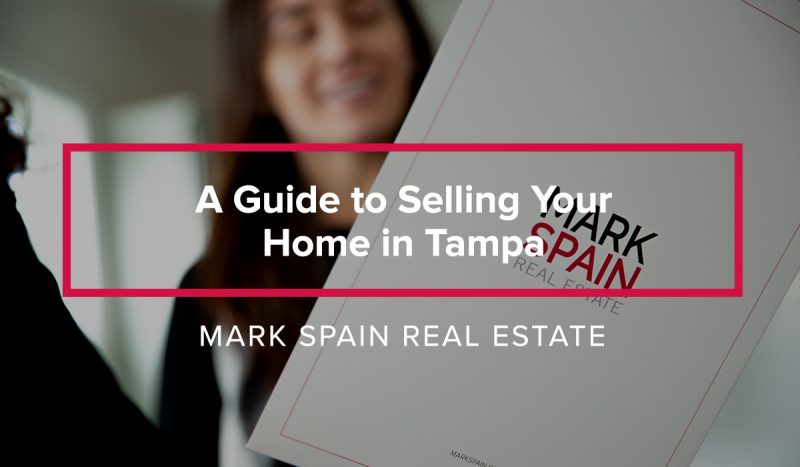 A Guide to Selling Your
Home in Tampa
MARK
SPAIN
REAL ESTATE
MARK SPAIN REAL ESTATE